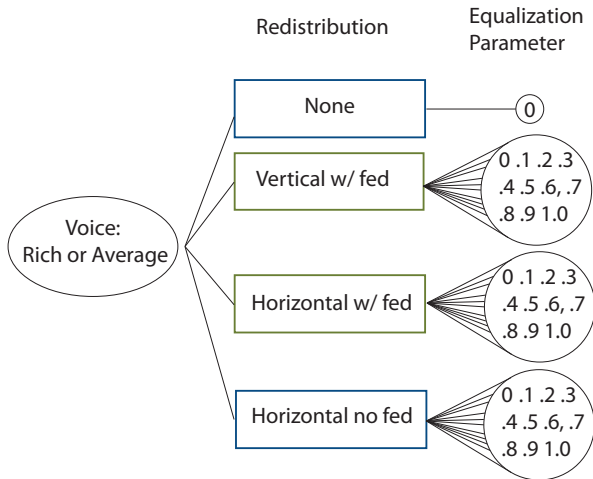 Redistribution
Equalization
Parameter
None
0
Vertical w/ fed
0 .1 .2 .3
.4 .5 .6, .7
.8 .9 1.0
Voice:
Rich or Average
Horizontal w/ fed
0 .1 .2 .3
.4 .5 .6, .7
.8 .9 1.0
Horizontal no fed
0 .1 .2 .3
.4 .5 .6, .7
.8 .9 1.0